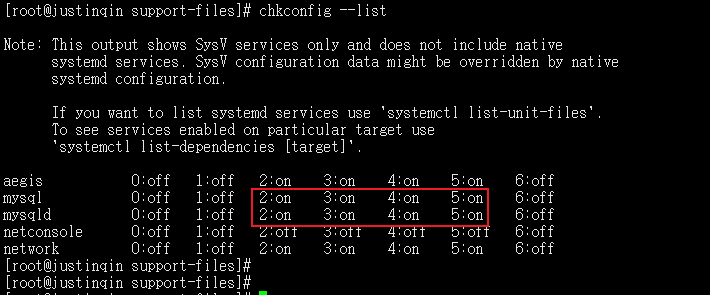 [root@justinqin support-files]# chkconfig --list
Note: This output shows SysV services only and does not include native
systemd services. SysV configuration data might be overridden by native
systemd configuration.
If you want to list systemd services use 'systemctl list-unit-files'.
To see services enabled on particular target use
'systemctl list-dependencies [target]'.
aegis 0:off 1:off 2:on 3:on 4:on 5:on 6:off
mysql 0:off 1:off 2:on 3:on 4:on 5:on 6:off
mysqld 0:off 1:off 2:on 3:on 4:on 5:on 6:off
netconsole 0:off 1:off 2:off 3:off 4:off 5:off 6:off
network 0:off 1:off 2:on 3:on 4:on 5:on 6:off
[root@justinqin support-files]#
[root@justinqin support-files]#
[root@justinqin support-files]#